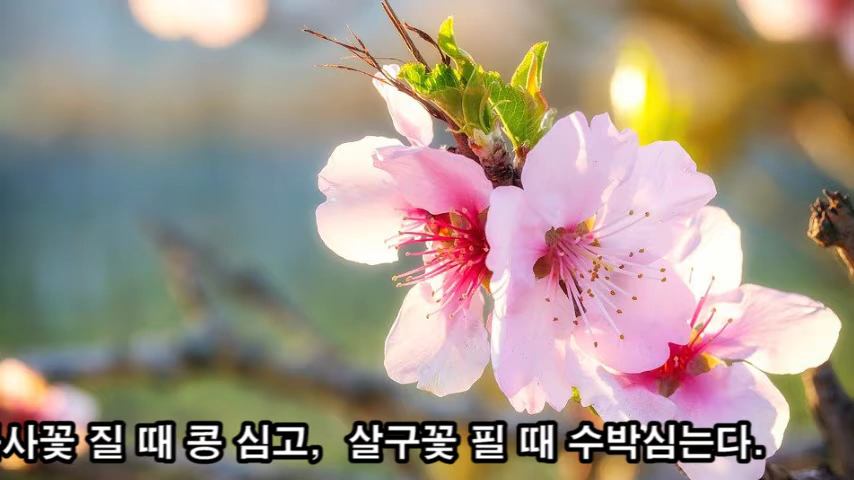 사꽃 질 때 콩 심고, 살구꽃 필 때 수박심는다.